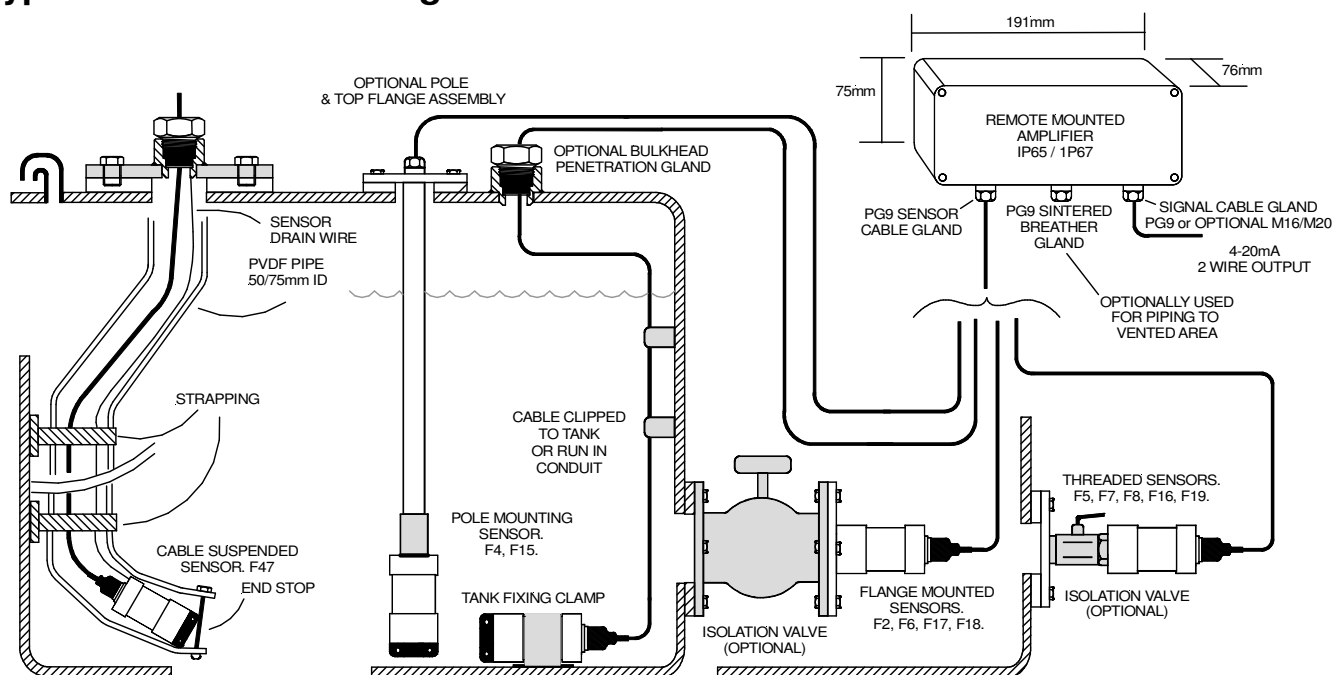 191mm
75mm
76mm
REMOTE MOUNTED
AMPLIFIER
IP65 / 1P67
OPTIONAL POLE
& TOP FLANGE ASSEMBLY
OPTIONAL BULKHEAD
PENETRATION GLAND
PG9 SENSOR
CABLE GLAND
PG9 SINTERED
BREATHER
GLAND
SIGNAL CABLE GLAND
PG9 or OPTIONAL M16/M20
4-20mA
2 WIRE OUTPUT
OPTIONALLY USED
FOR PIPING TO
VENTED AREA
SENSOR
DRAIN WIRE
PVDF PIPE
50/75mm ID
STRAPPING
CABLE CLIPPED
TO TANK
OR RUN IN
CONDUIT
CABLE SUSPENDED
SENSOR. F47
END STOP
POLE MOUNTING
SENSOR.
F4, F15.
TANK FIXING CLAMP
ISOLATION VALVE
(OPTIONAL)
FLANGE MOUNTED
SENSORS.
F2, F6, F17, F18.
THREADED SENSORS.
F5, F7, F8, F16, F19.
ISOLATION VALVE
(OPTIONAL)